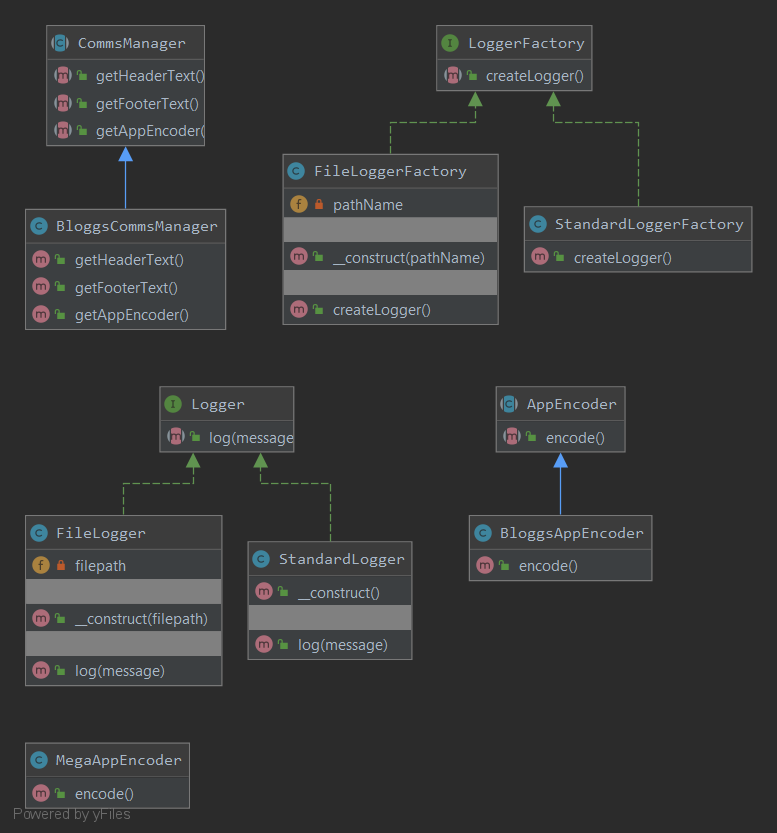 CommsManager
getHeaderText()
getFooterText()
getAppEncoder(
BloggsCommsManager
getHeaderText()
getFooterText()
getAppEncoder()
LoggerFactory
createLogger()
FileLoggerFactory
pathName
__construct(pathName)
createLogger()
StandardLoggerFactory
createLogger()
Logger
log(message
FileLogger
filepath
__construct(filepath)
log(message)
StandardLogger
__construct()
log(message)
AppEncoder
encode()
BloggsAppEncoder
encode()
MegaAppEncoder
encode()
Powered by yFiles